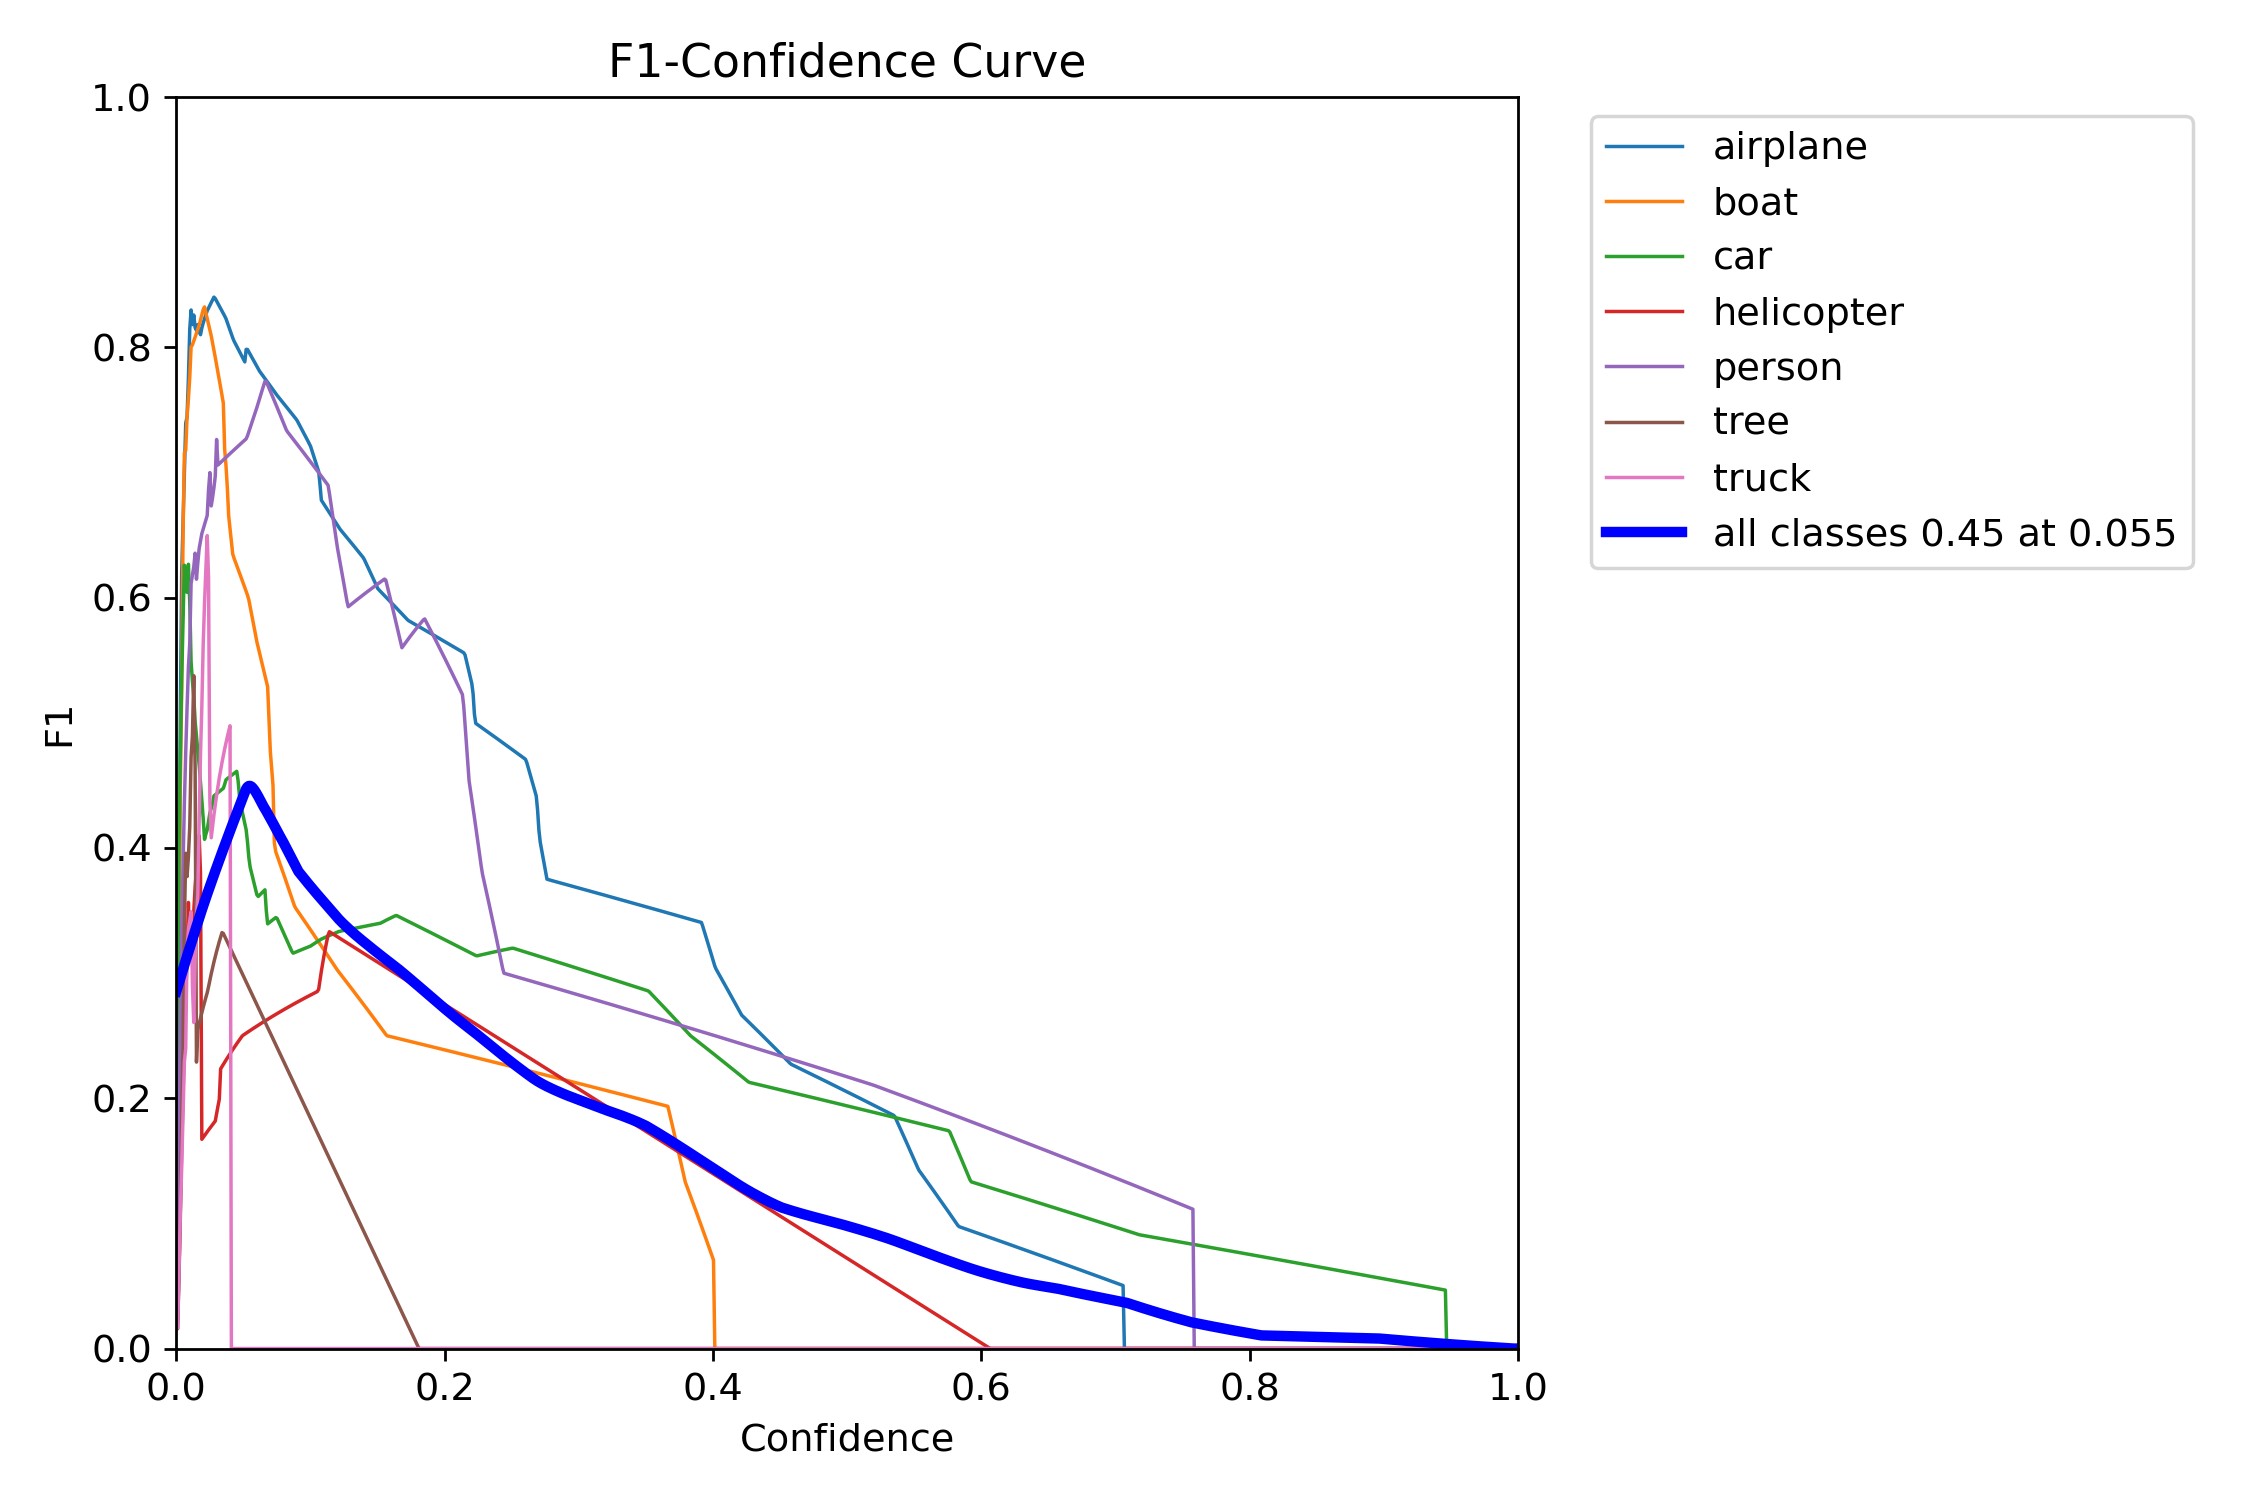 F1-Confidence Curve
1.0
0.8
0.6
0.4
0.2
0.0
F1
0.0 0.2 0.4 0.6 0.8 1.0
Confidence
airplane
boat
car
helicopter
person
tree
truck
all classes 0.45 at 0.055